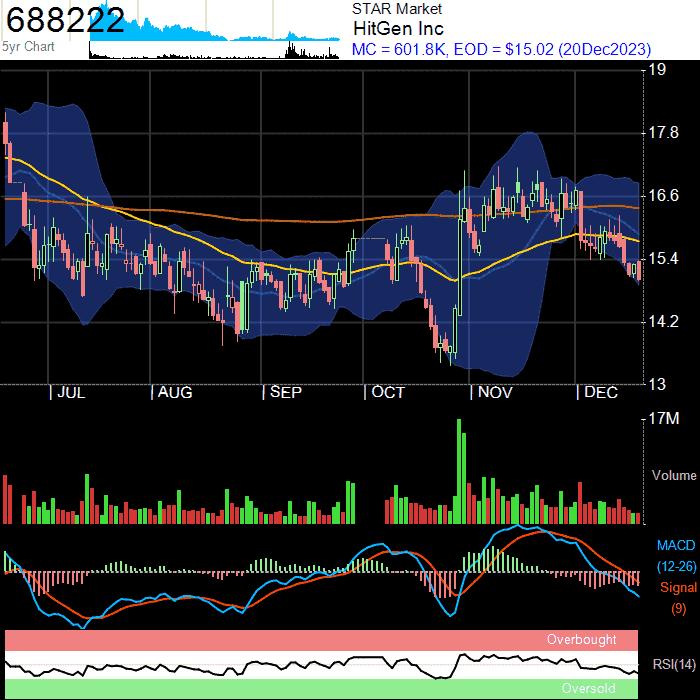 688222
5yr Chart
STAR Market
HitGen Inc
MC = 601.8K, EOD = $15.02 (20Dec2023)
19
17.8
16.6
15.4
14.2
13
| JUL | AUG | SEP | OCT | NOV | DEC
17M
Volume
MACD
(12-26)
Signal
(9)
Overbought
RSI(14)
Oversold